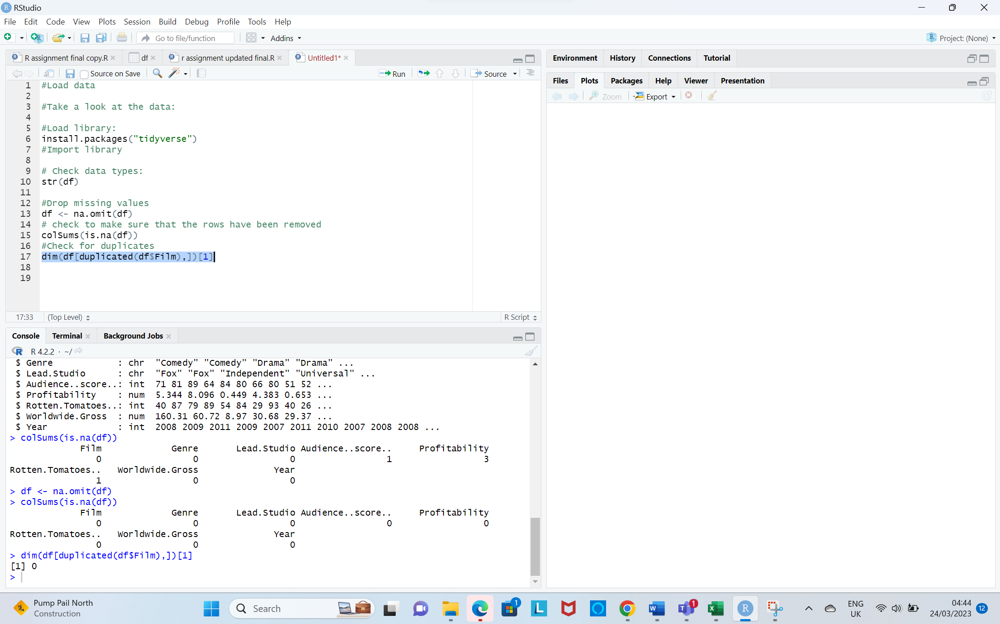 RStudio
File Edit Code View Plots Session Build Debug Profile Tools Help
Go to file/function Addins Project: (None)
R assignment final copy.R df r assignment updated final.R Untitled1*
Source on Save Run Source
1 #Load data
2
3 #Take a look at the data:
4
5 #Load library:
6 install.packages("tidyverse")
7 #Import library
8
9 # Check data types:
10 str(df)
11
12 #Drop missing values
13 df <- na.omit(df)
14 # check to make sure that the rows have been removed
15 colSums(is.na(df))
16 #Check for duplicates
17 dim(df[duplicated(df$Film),])[1]
18
19
17:33 (Top Level) R Script
Console Terminal Background Jobs
R 4.2.2 · ~/
$ Genre : chr "Comedy" "Comedy" "Drama" "Drama" ...
$ Lead.Studio : chr "Fox" "Fox" "Independent" "Universal" ...
$ Audience..score..: int 71 81 89 64 84 80 66 80 51 52 ...
$ Profitability : num 5.344 8.096 0.449 4.383 0.653 ...
$ Rotten.Tomatoes..: int 40 87 79 89 54 84 29 93 40 26 ...
$ Worldwide.Gross : num 160.31 60.72 8.97 30.68 29.37 ...
$ Year : int 2008 2009 2011 2009 2007 2011 2010 2007 2008 2008 ...
> colSums(is.na(df))
Film Genre Lead.Studio Audience..score.. Profitability
0 0 0 1 3
Rotten.Tomatoes.. Worldwide.Gross Year
1 0 0
> df <- na.omit(df)
> colSums(is.na(df))
Film Genre Lead.Studio Audience..score.. Profitability
0 0 0 0 0
Rotten.Tomatoes.. Worldwide.Gross Year
0 0 0
> dim(df[duplicated(df$Film),])[1]
[1] 0
>
Environment History Connections Tutorial
Files Plots Packages Help Viewer Presentation
Zoom Export
Pump Pail North
Construction
Search
1
1
ENG
UK
04:44
24/03/2023
12